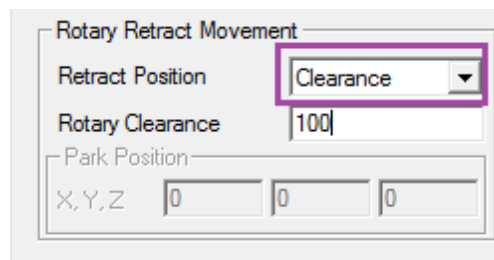 Rotary Retract Movement
Retract Position Clearance
Rotary Clearance 100
Park Position
X,Y,Z 0 0 0